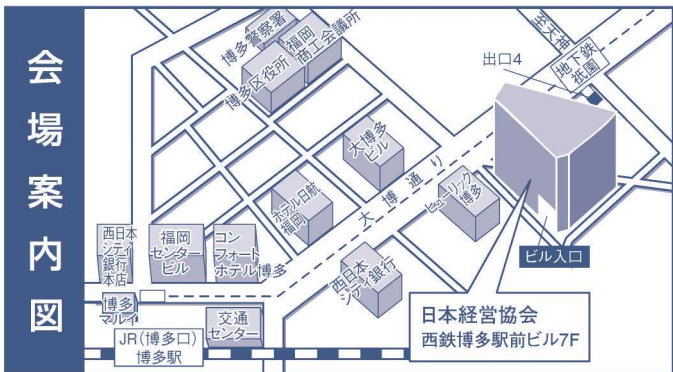 会場案内図
博多警察署
福岡
商工会議所
博多区役所
至天神
出口4
地下鉄
祇園
大博多
ビル
大博通り
ヒューリック
博多
ホテル日航
福岡
西日本
シティ
銀行
本店
福岡
センター
ビル
コン
フォート
ホテル博多
西日本
シティ銀行
ビル入口
日本経営協会
西鉄博多駅前ビル7F
博多
マルイ
交通
センター
JR(博多口)
博多駅